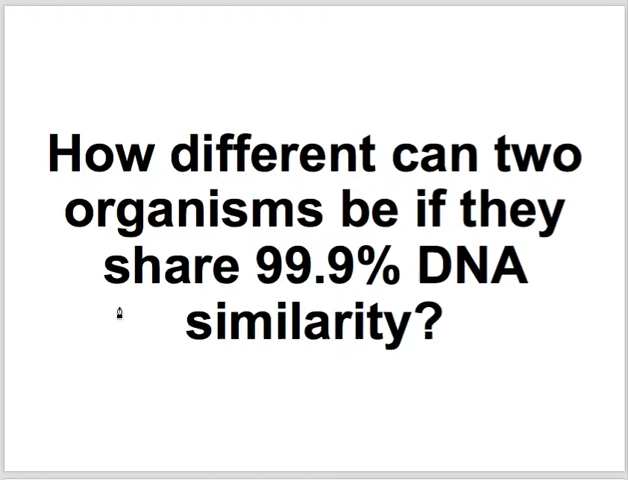 How different can two
organisms be if they
share 99.9% DNA
similarity?